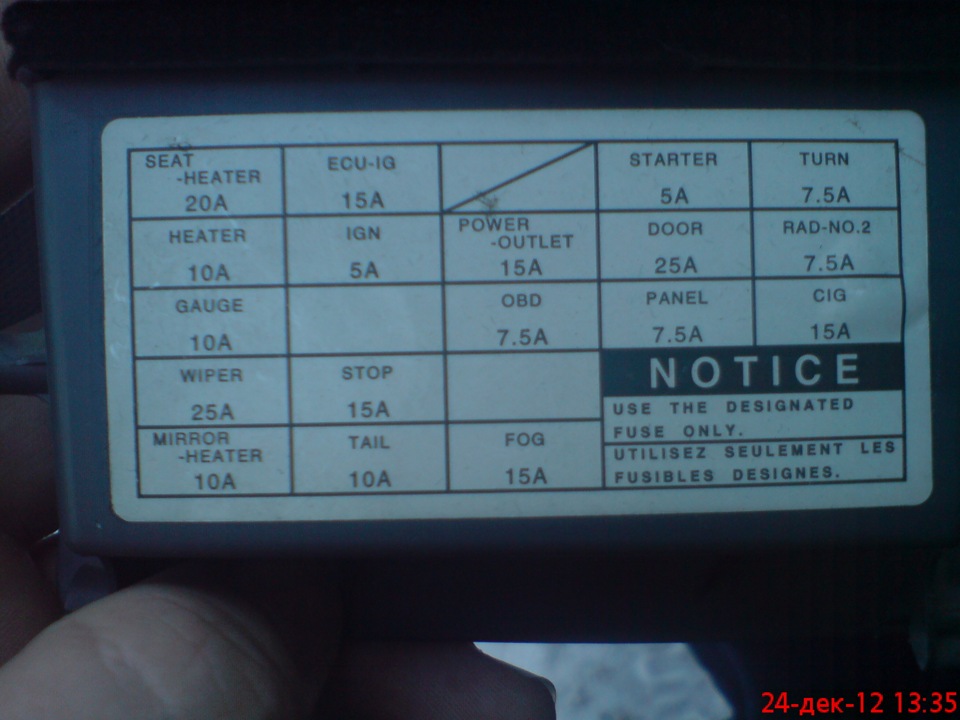 SEAT
-HEATER
20A
ECU-IG
15A
STARTER
5A
TURN
7.5A
HEATER
10A
IGN
5A
POWER
-OUTLET
15A
DOOR
25A
RAD-NO.2
7.5A
GAUGE
10A
OBD
7.5A
PANEL
7.5A
CIG
15A
WIPER
25A
STOP
15A
MIRROR
-HEATER
10A
TAIL
10A
FOG
15A
NOTICE
USE THE DESIGNATED
FUSE ONLY.
UTILISEZ SEULEMENT LES
FUSIBLES DESIGNES.
24-дек-12 13:35